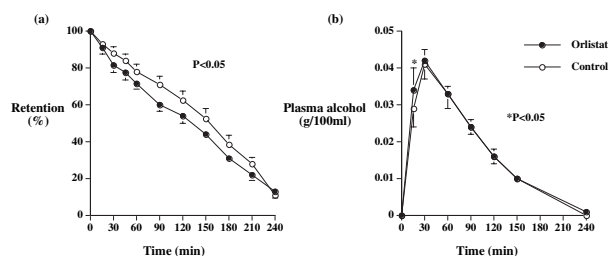 (a)
100
80
60
40
20
0
Retention
(%)
P<0.05
0 30 60 90 120 150 180 210 240
Time (min)
(b)
0.05
0.04
0.03
0.02
0.01
0
Plasma alcohol
(g/100ml)
*
*P<0.05
Orlistat
Control
0 30 60 90 120 150 180 210 240
Time (min)